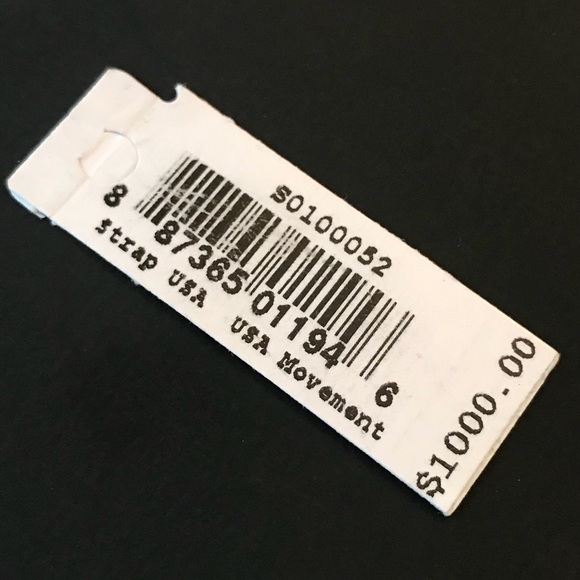 S0100052
8 87365 01194 6
Strap USA USA Movement
$1000.00